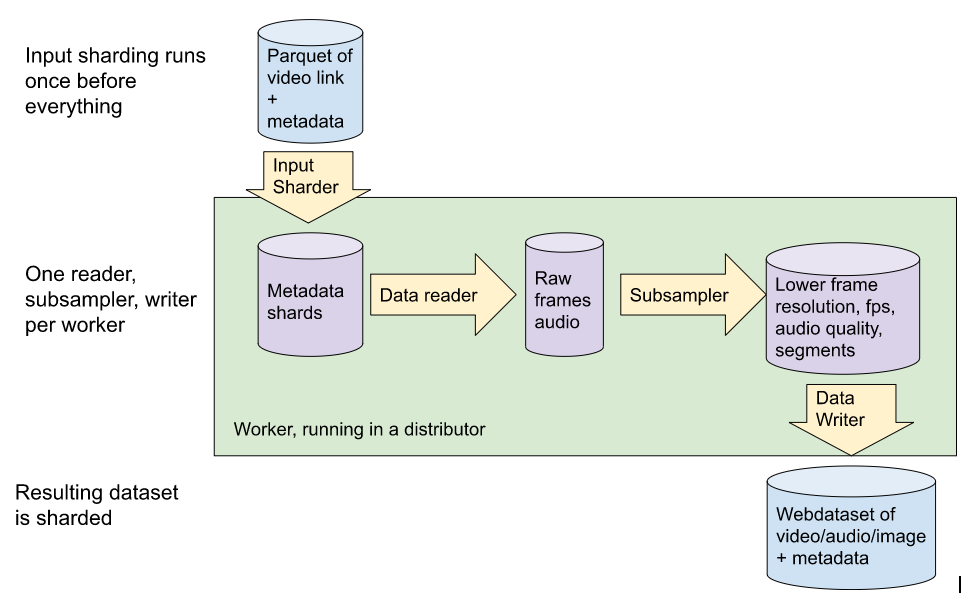 Input sharding runs
once before
everything
Parquet of
video link
+
metadata
Input
Sharder
One reader,
subsampler, writer
per worker
Metadata
shards
Data reader
Raw
frames
audio
Subsampler
Lower frame
resolution, fps,
audio quality,
segments
Data
Writer
Worker, running in a distributor
Resulting dataset
is sharded
Webdataset of
video/audio/image
+ metadata